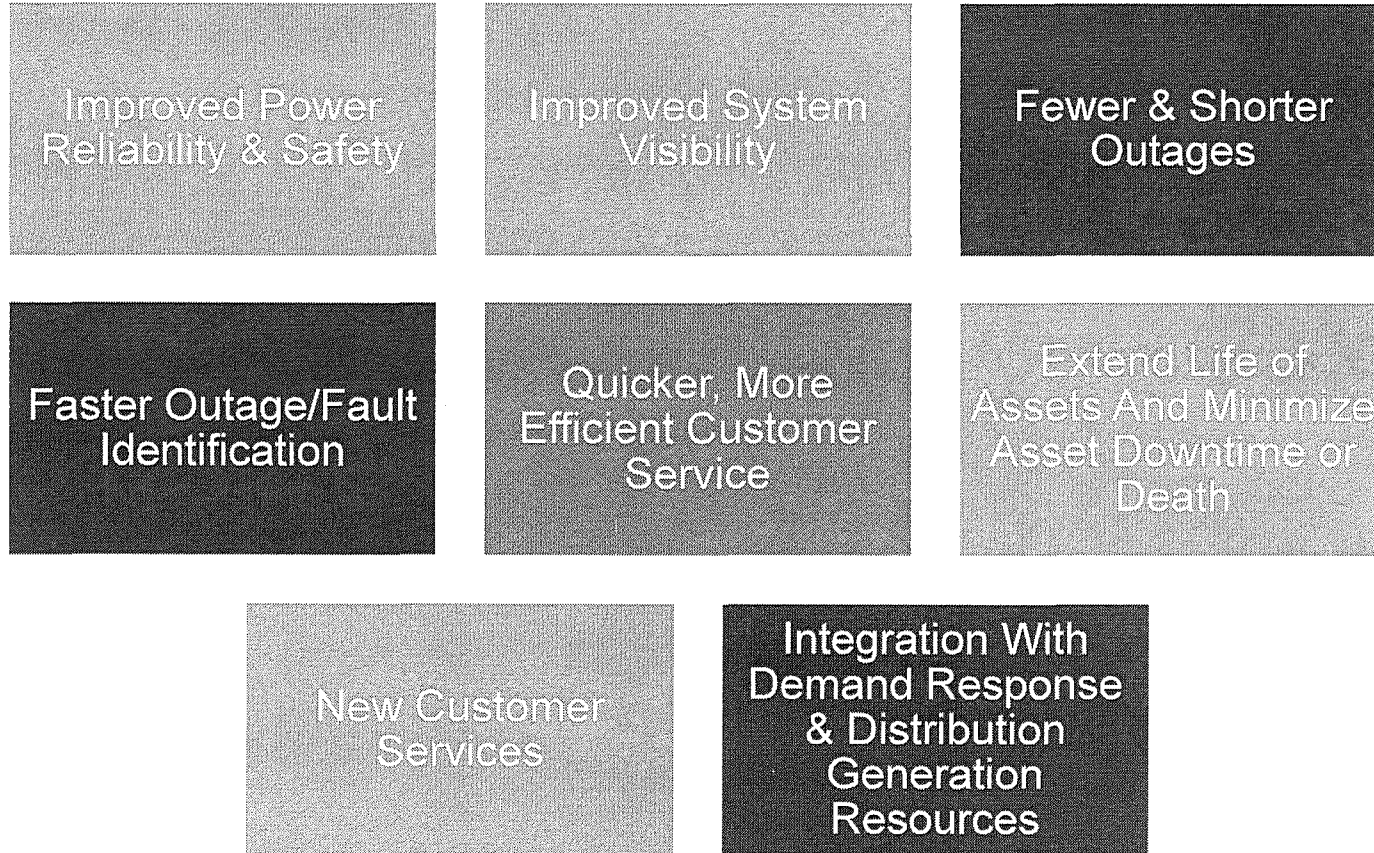 Improved Power
Reliability & Safety
Improved System
Visibility
Fewer & Shorter
Outages
Faster Outage/Fault
Identification
Quicker, More
Efficient Customer
Service
Extend Life of
Assets And Minimize
Asset Downtime or
Death
New Customer
Services
Integration With
Demand Response
& Distribution
Generation
Resources